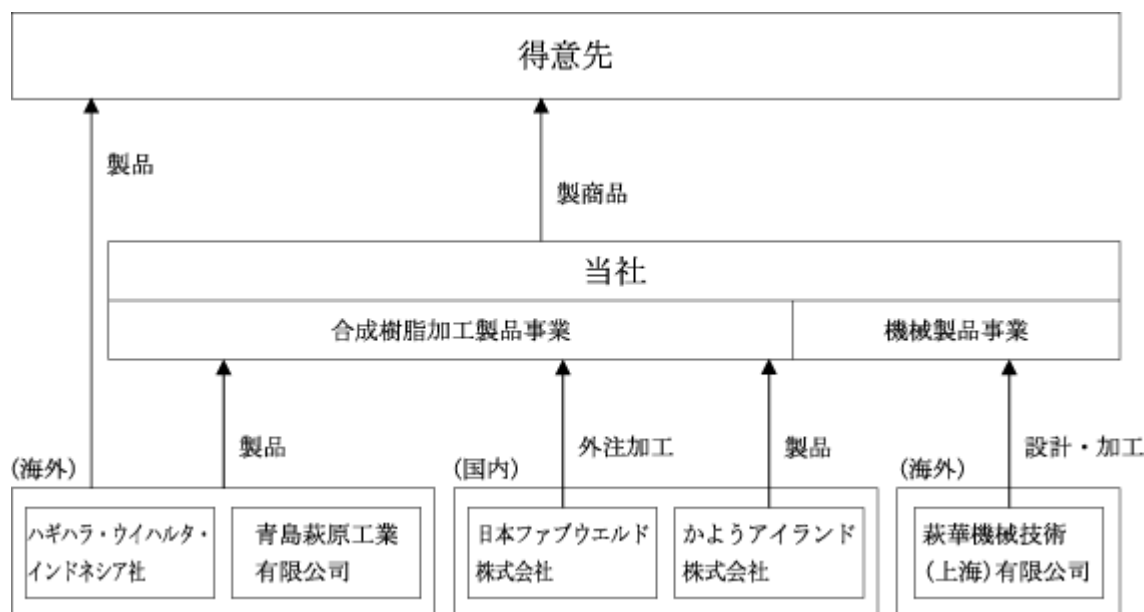 得意先
製品
製商品
当社
合成樹脂加工製品事業
機械製品事業
製品
外注加工
製品
設計・加工
(海外)
(国内)
(海外)
ハギハラ・ウイハルタ・
インドネシア社
青島萩原工業
有限公司
日本ファブウエルド
株式会社
かようアイランド
株式会社
萩華機械技術
(上海)有限公司